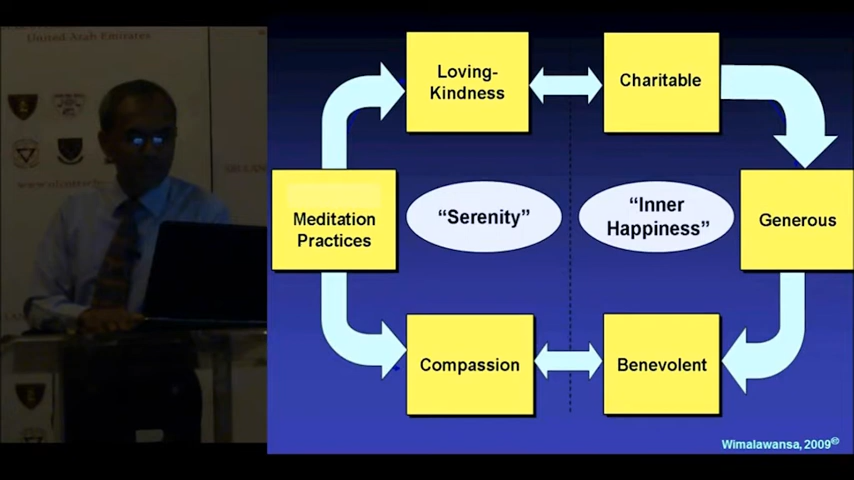 United Arab Emirates
Loving-
Kindness
Charitable
Meditation
Practices
"Serenity"
"Inner
Happiness"
Generous
Compassion
Benevolent
Wimalawansa, 2009©